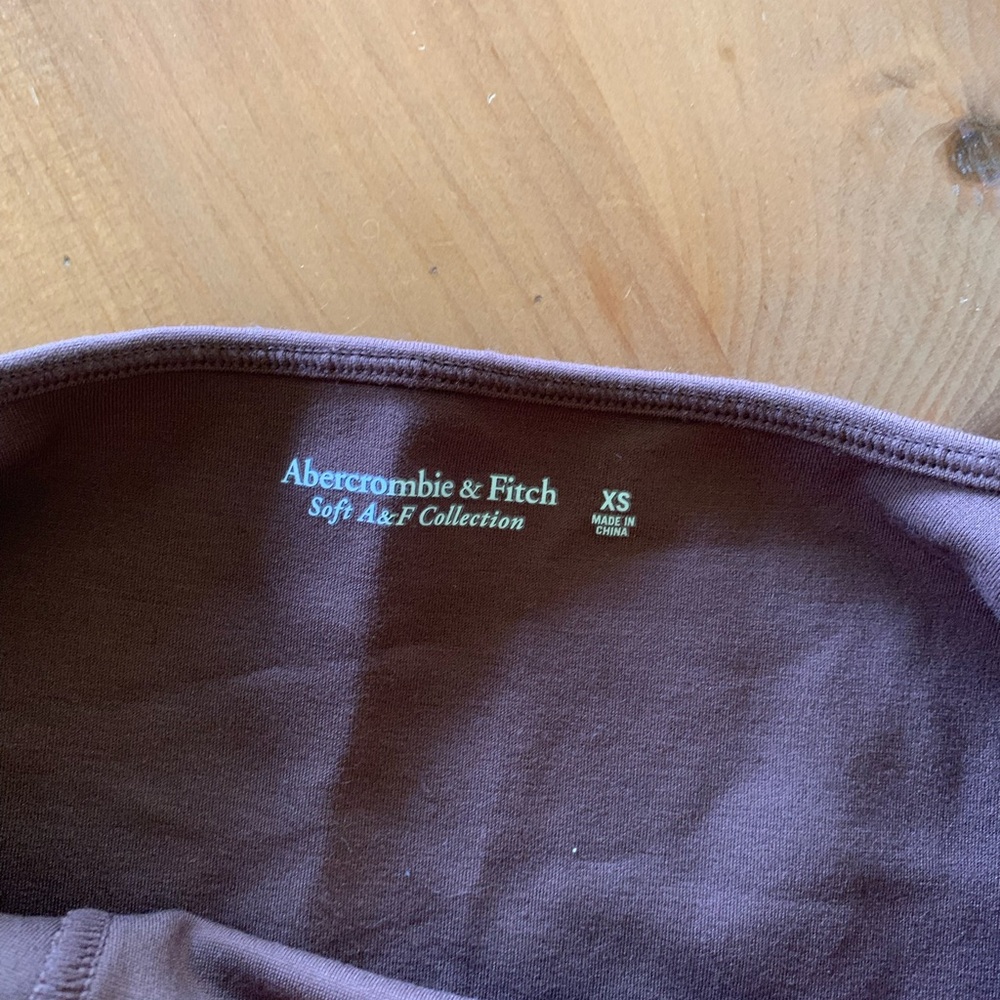 Abercrombie & Fitch
Soft A&F Collection
XS
MADE IN
CHINA